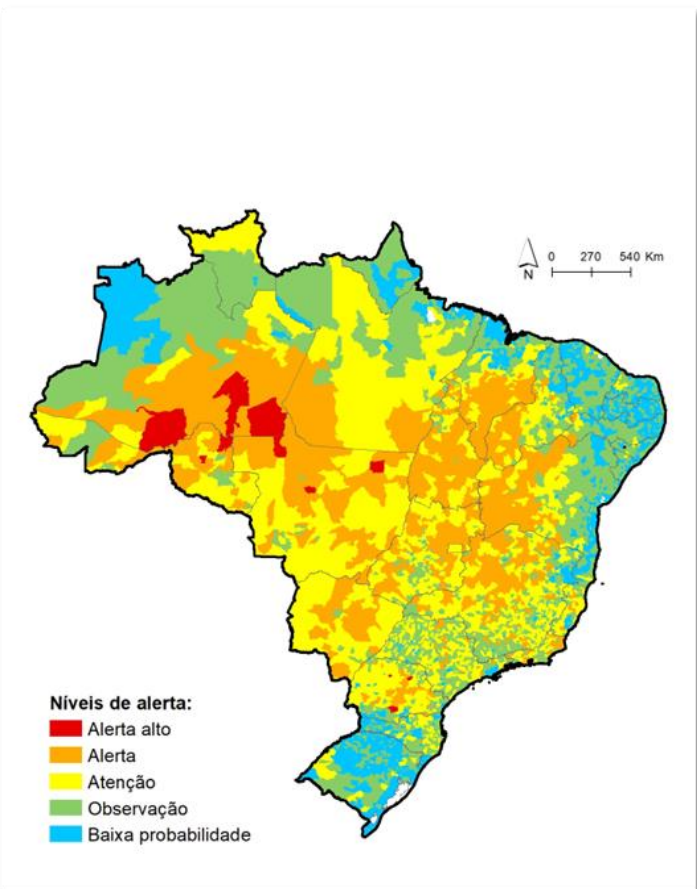 0 270 540 Km
N
Níveis de alerta:
Alerta alto
Alerta
Atenção
Observação
Baixa probabilidade